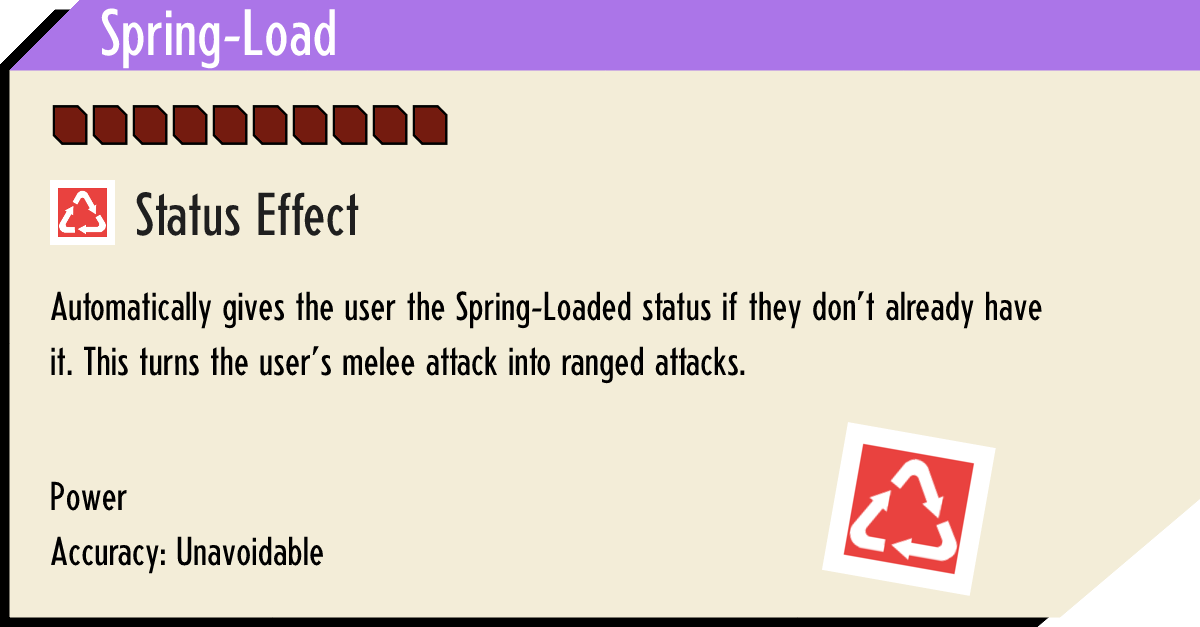 Spring-Load
Status Effect
Automatically gives the user the Spring-Loaded status if they don't already have
it. This turns the user's melee attack into ranged attacks.
Power
Accuracy: Unavoidable